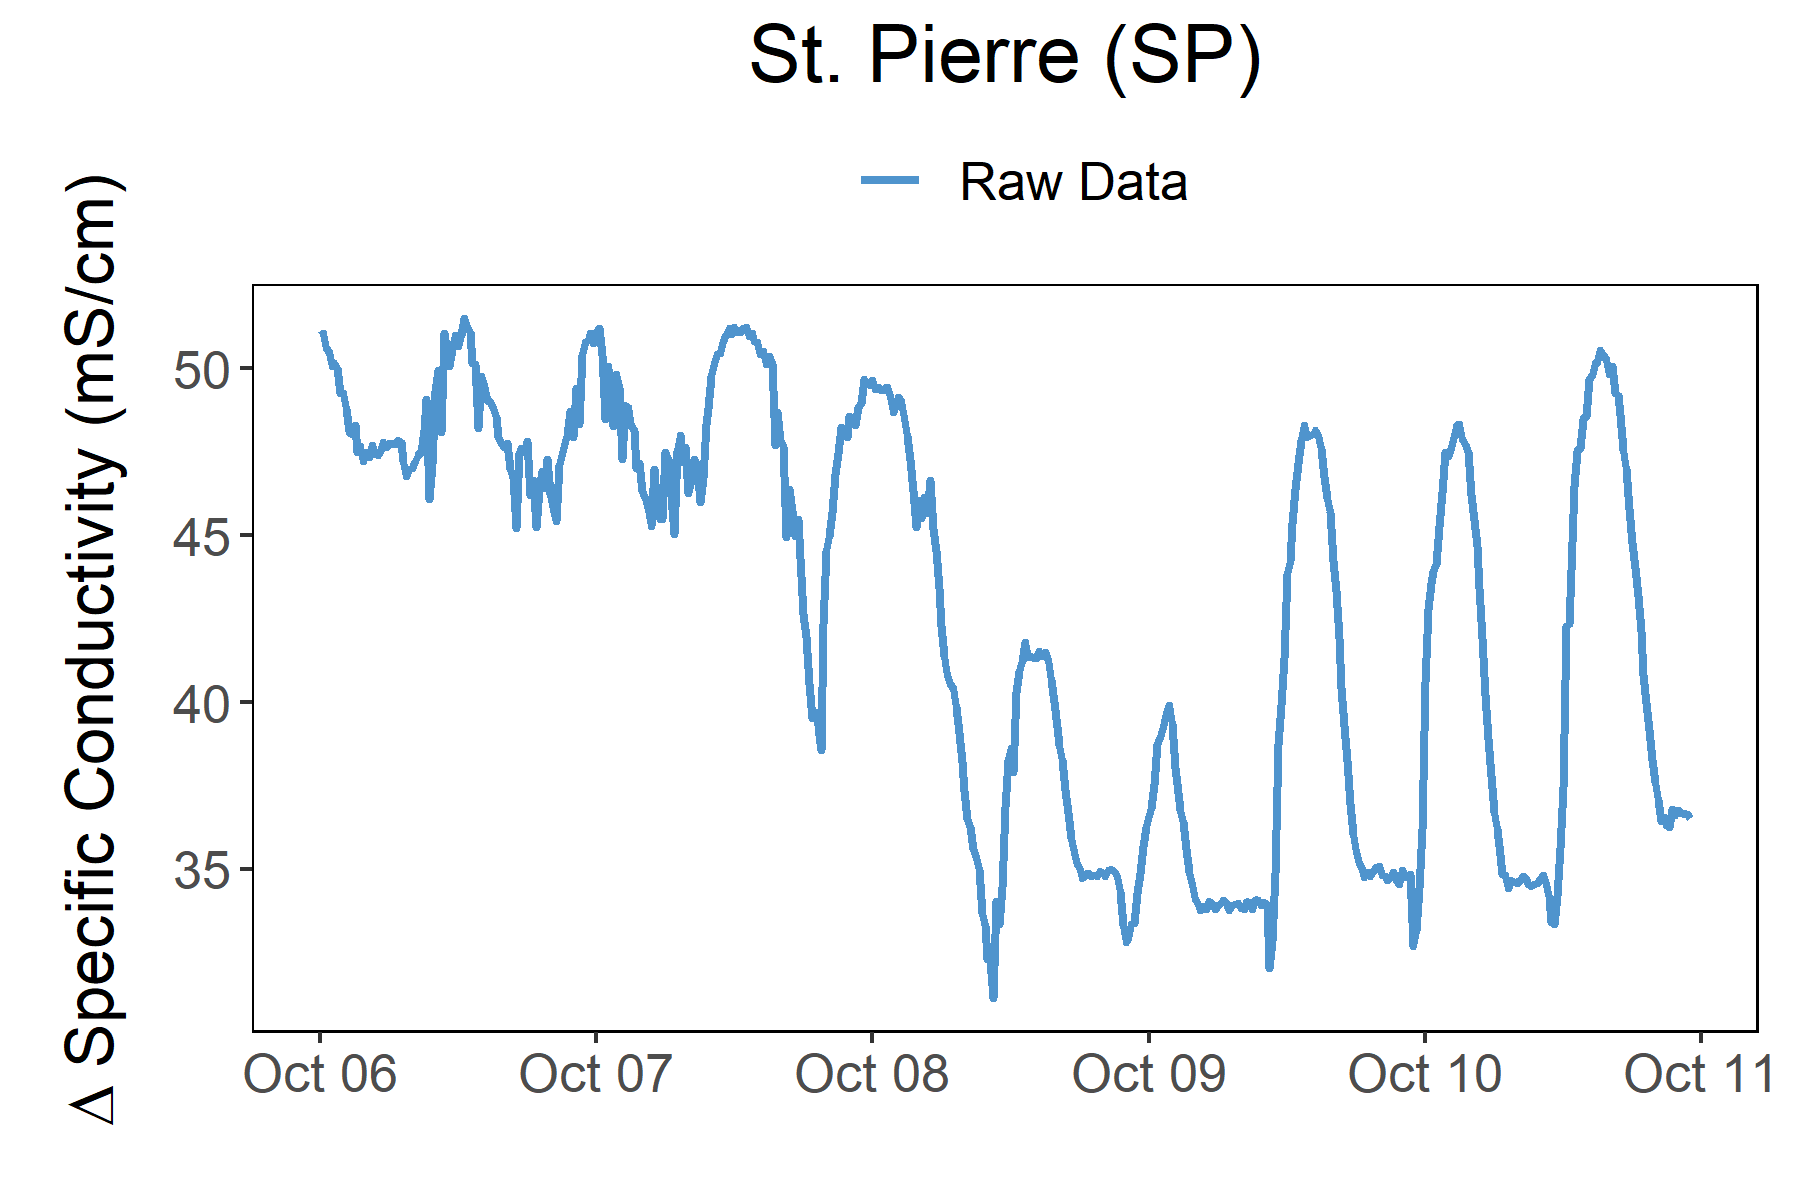 St. Pierre (SP)
Raw Data
Δ Specific Conductivity (mS/cm)
50
45
40
35
Oct 06 Oct 07 Oct 08 Oct 09 Oct 10 Oct 11